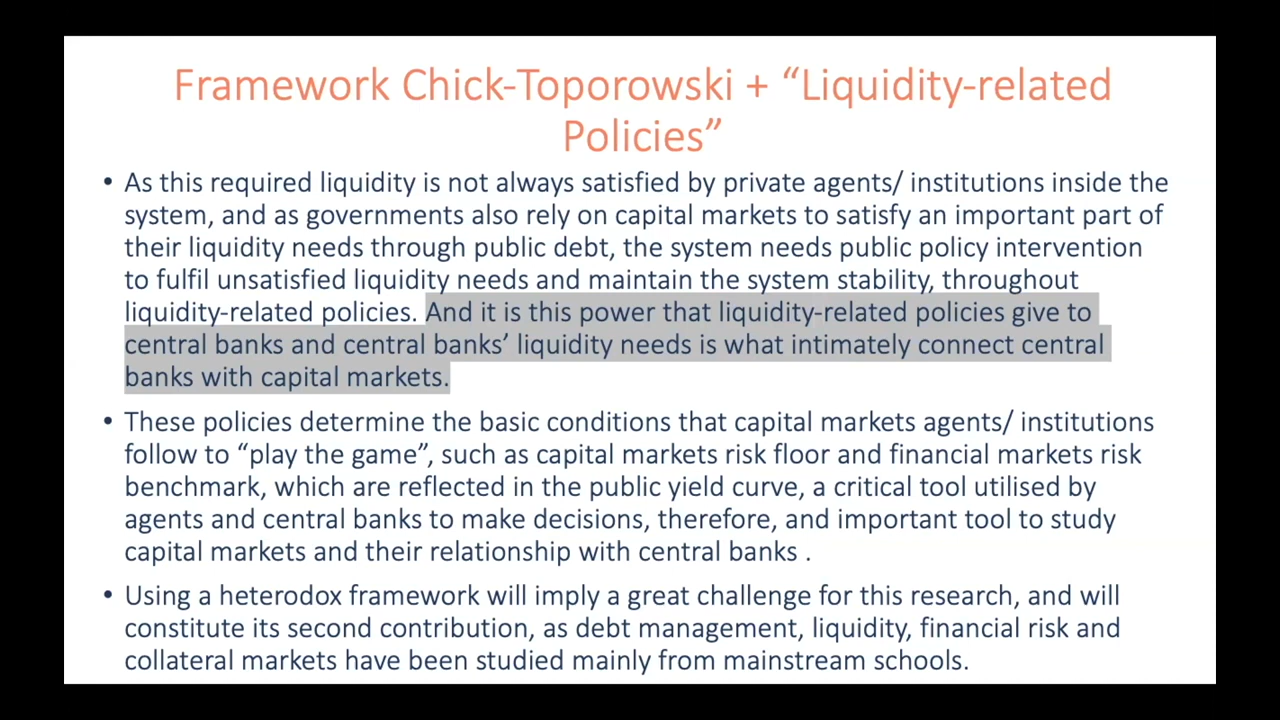 Framework Chick-Toporowski + “Liquidity-related
Policies”
• As this required liquidity is not always satisfied by private agents/ institutions inside the
system, and as governments also rely on capital markets to satisfy an important part of
their liquidity needs through public debt, the system needs public policy intervention
to fulfil unsatisfied liquidity needs and maintain the system stability, throughout
liquidity-related policies. And it is this power that liquidity-related policies give to
central banks and central banks’ liquidity needs is what intimately connect central
banks with capital markets.
• These policies determine the basic conditions that capital markets agents/ institutions
follow to “play the game”, such as capital markets risk floor and financial markets risk
benchmark, which are reflected in the public yield curve, a critical tool utilised by
agents and central banks to make decisions, therefore, and important tool to study
capital markets and their relationship with central banks .
• Using a heterodox framework will imply a great challenge for this research, and will
constitute its second contribution, as debt management, liquidity, financial risk and
collateral markets have been studied mainly from mainstream schools.